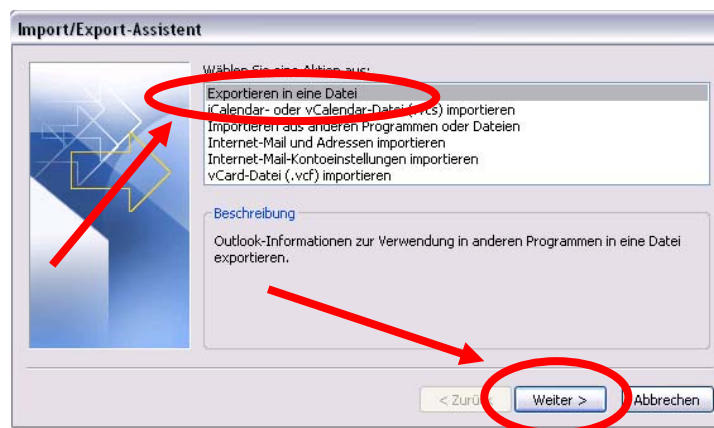 Import/Export-Assistent
Wählen Sie eine Aktion aus:
Exportieren in eine Datei
iCalendar- oder vCalendar-Datei (.vcs) importieren
Importieren aus anderen Programmen oder Dateien
Internet-Mail und Adressen importieren
Internet-Mail-Kontoeinstellungen importieren
vCard-Datei (.vcf) importieren
Beschreibung
Outlook-Informationen zur Verwendung in anderen Programmen in eine Datei
exportieren.
< Zurück Weiter > Abbrechen